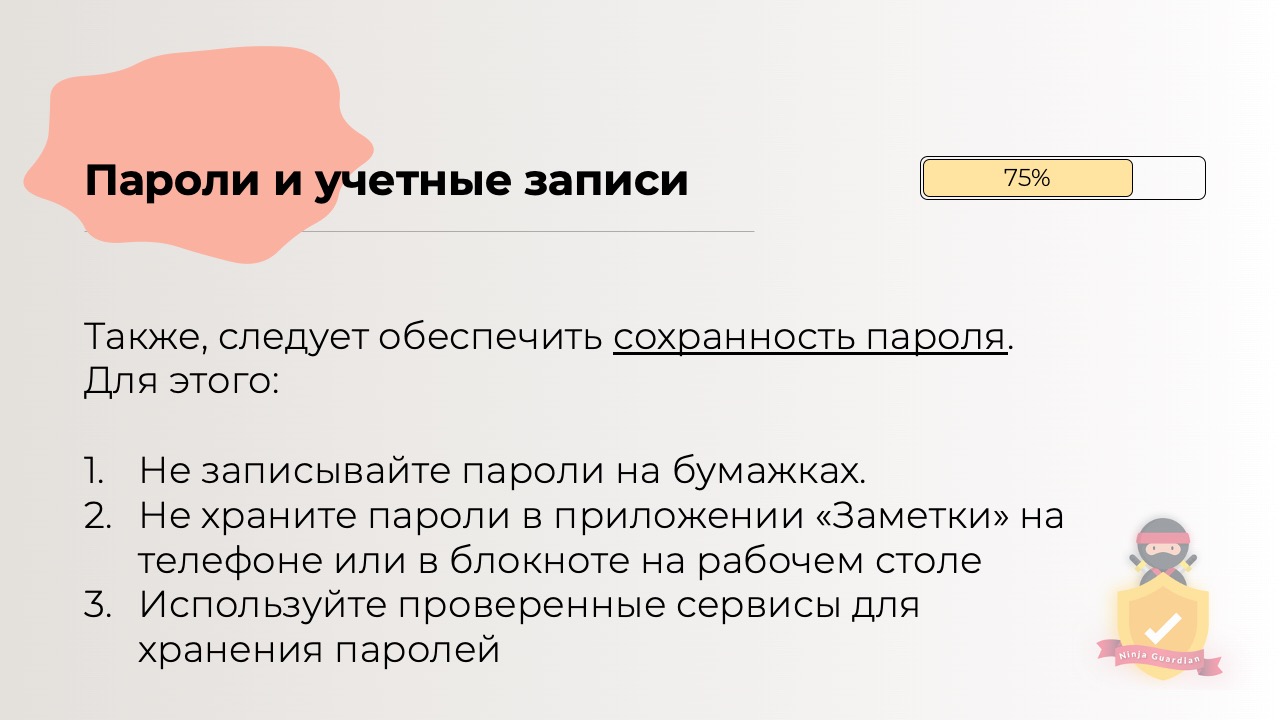 Пароли и учетные записи
75%
Также, следует обеспечить сохранность пароля.
Для этого:
1. Не записывайте пароли на бумажках.
2. Не храните пароли в приложении «Заметки» на
телефоне или в блокноте на рабочем столе
3. Используйте проверенные сервисы для
хранения паролей
Ninja Guardian